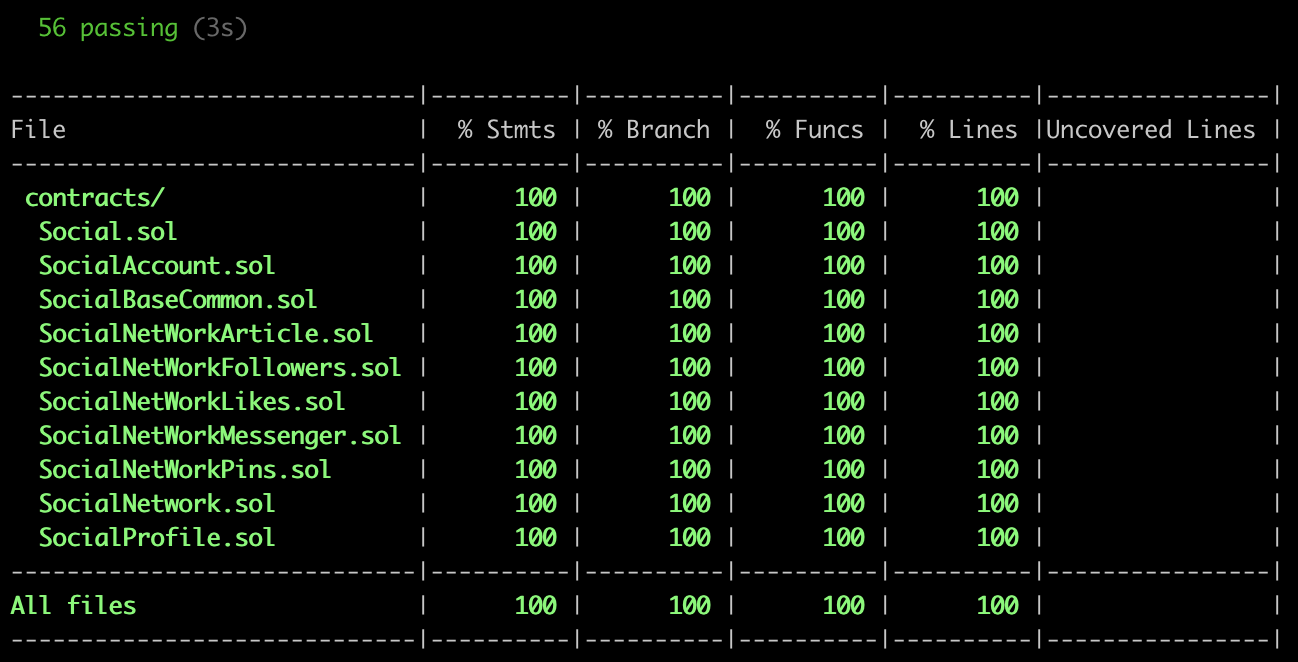 56 passing (3s)
-----------------------------|----------|----------|----------|----------|----------------|
File                         |  % Stmts | % Branch |  % Funcs |  % Lines |Uncovered Lines |
-----------------------------|----------|----------|----------|----------|----------------|
 contracts/                  |      100 |      100 |      100 |      100 |                |
  Social.sol                 |      100 |      100 |      100 |      100 |                |
  SocialAccount.sol          |      100 |      100 |      100 |      100 |                |
  SocialBaseCommon.sol       |      100 |      100 |      100 |      100 |                |
  SocialNetWorkArticle.sol   |      100 |      100 |      100 |      100 |                |
  SocialNetWorkFollowers.sol |      100 |      100 |      100 |      100 |                |
  SocialNetWorkLikes.sol     |      100 |      100 |      100 |      100 |                |
  SocialNetWorkMessenger.sol |      100 |      100 |      100 |      100 |                |
  SocialNetWorkPins.sol      |      100 |      100 |      100 |      100 |                |
  SocialNetwork.sol          |      100 |      100 |      100 |      100 |                |
  SocialProfile.sol          |      100 |      100 |      100 |      100 |                |
-----------------------------|----------|----------|----------|----------|----------------|
All files                    |      100 |      100 |      100 |      100 |                |
-----------------------------|----------|----------|----------|----------|----------------|